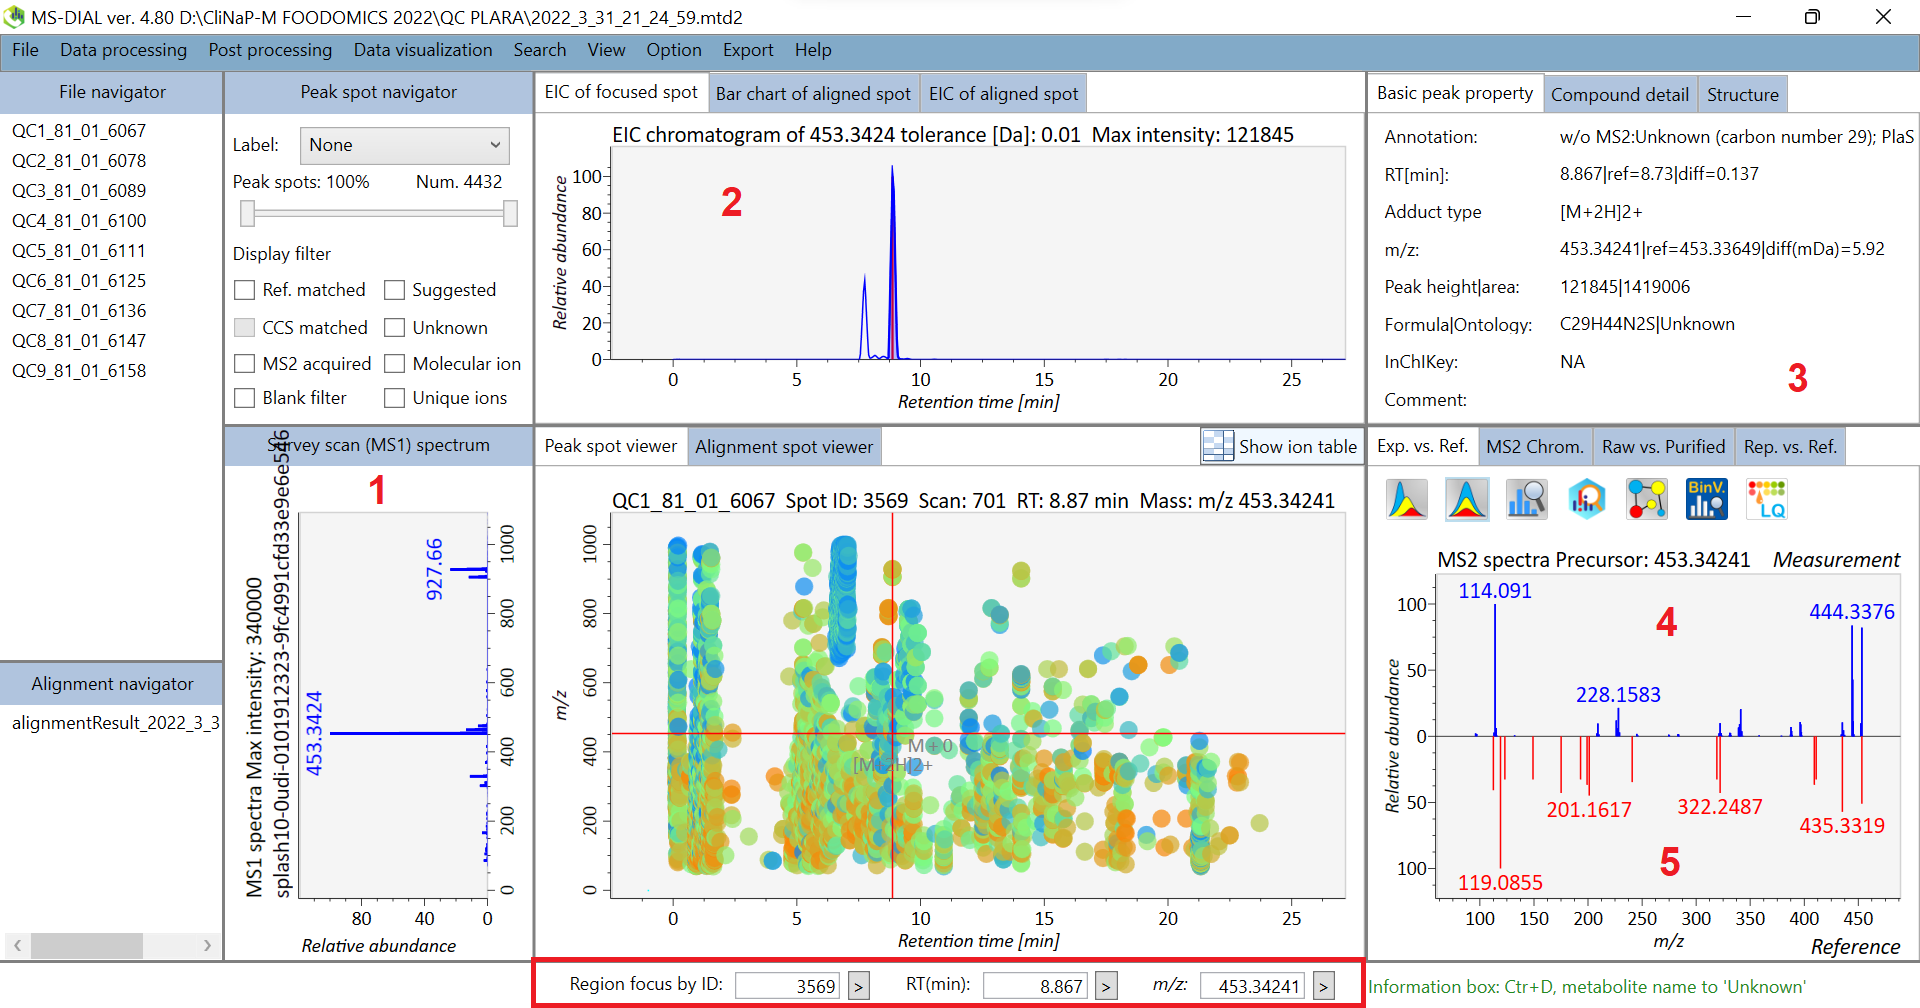 MS-DIAL ver. 4.80 D:\CliNaP-M FOODOMICS 2022\QC PLARA\2022_3_31_21_24_59.mtd2
File Data processing Post processing Data visualization Search View Option Export Help
File navigator
QC1_81_01_6067
QC2_81_01_6078
QC3_81_01_6089
QC4_81_01_6100
QC5_81_01_6111
QC6_81_01_6125
QC7_81_01_6136
QC8_81_01_6147
QC9_81_01_6158
Alignment navigator
alignmentResult_2022_3_3
Peak spot navigator
Label: None
Peak spots: 100% Num. 4432
Display filter
Ref. matched Suggested
CCS matched Unknown
MS2 acquired Molecular ion
Blank filter Unique ions
Survey scan (MS1) spectrum
1
MS1 spectra Max intensity: 340000
splash10-0udi-0101912323-9fc4991cfd33e9e6e546
927.66
453.3424
1000
800
600
400
200
0
80 40 0
Relative abundance
EIC of focused spot Bar chart of aligned spot EIC of aligned spot
EIC chromatogram of 453.3424 tolerance [Da]: 0.01 Max intensity: 121845
2
Relative abundance
100
80
60
40
20
0
0 5 10 15 20 25
Retention time [min]
Peak spot viewer Alignment spot viewer Show ion table
QC1_81_01_6067 Spot ID: 3569 Scan: 701 RT: 8.87 min Mass: m/z 453.34241
m/z
1000
800
600
400
200
0
M + 0
[M+2H]2+
0 5 10 15 20 25
Retention time [min]
Region focus by ID: 3569 > RT(min): 8.867 > m/z: 453.34241 >
Basic peak property Compound detail Structure
Annotation: w/o MS2:Unknown (carbon number 29); PlaS
RT[min]: 8.867|ref=8.73|diff=0.137
Adduct type [M+2H]2+
m/z: 453.34241|ref=453.33649|diff(mDa)=5.92
Peak height|area: 121845|1419006
Formula|Ontology: C29H44N2S|Unknown
InChIKey: NA
Comment:
3
Exp. vs. Ref. MS2 Chrom. Raw vs. Purified Rep. vs. Ref.
BinV.
LQ
MS2 spectra Precursor: 453.34241 Measurement
114.091
444.3376
4
228.1583
Relative abundance
100
50
0
50
100
201.1617
322.2487
435.3319
5
119.0855
100 150 200 250 300 350 400 450
m/z
Reference
Information box: Ctr+D, metabolite name to 'Unknown'